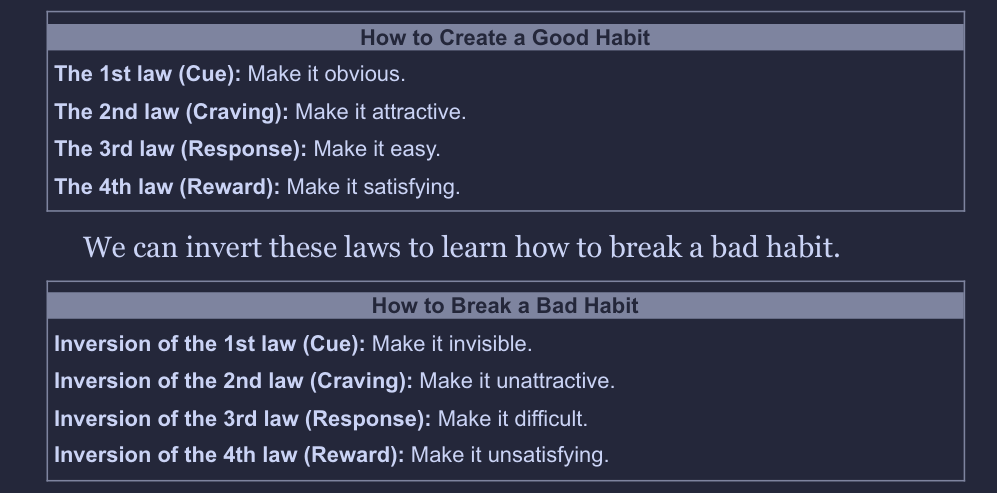 How to Create a Good Habit
The 1st law (Cue): Make it obvious.
The 2nd law (Craving): Make it attractive.
The 3rd law (Response): Make it easy.
The 4th law (Reward): Make it satisfying.
We can invert these laws to learn how to break a bad habit.
How to Break a Bad Habit
Inversion of the 1st law (Cue): Make it invisible.
Inversion of the 2nd law (Craving): Make it unattractive.
Inversion of the 3rd law (Response): Make it difficult.
Inversion of the 4th law (Reward): Make it unsatisfying.